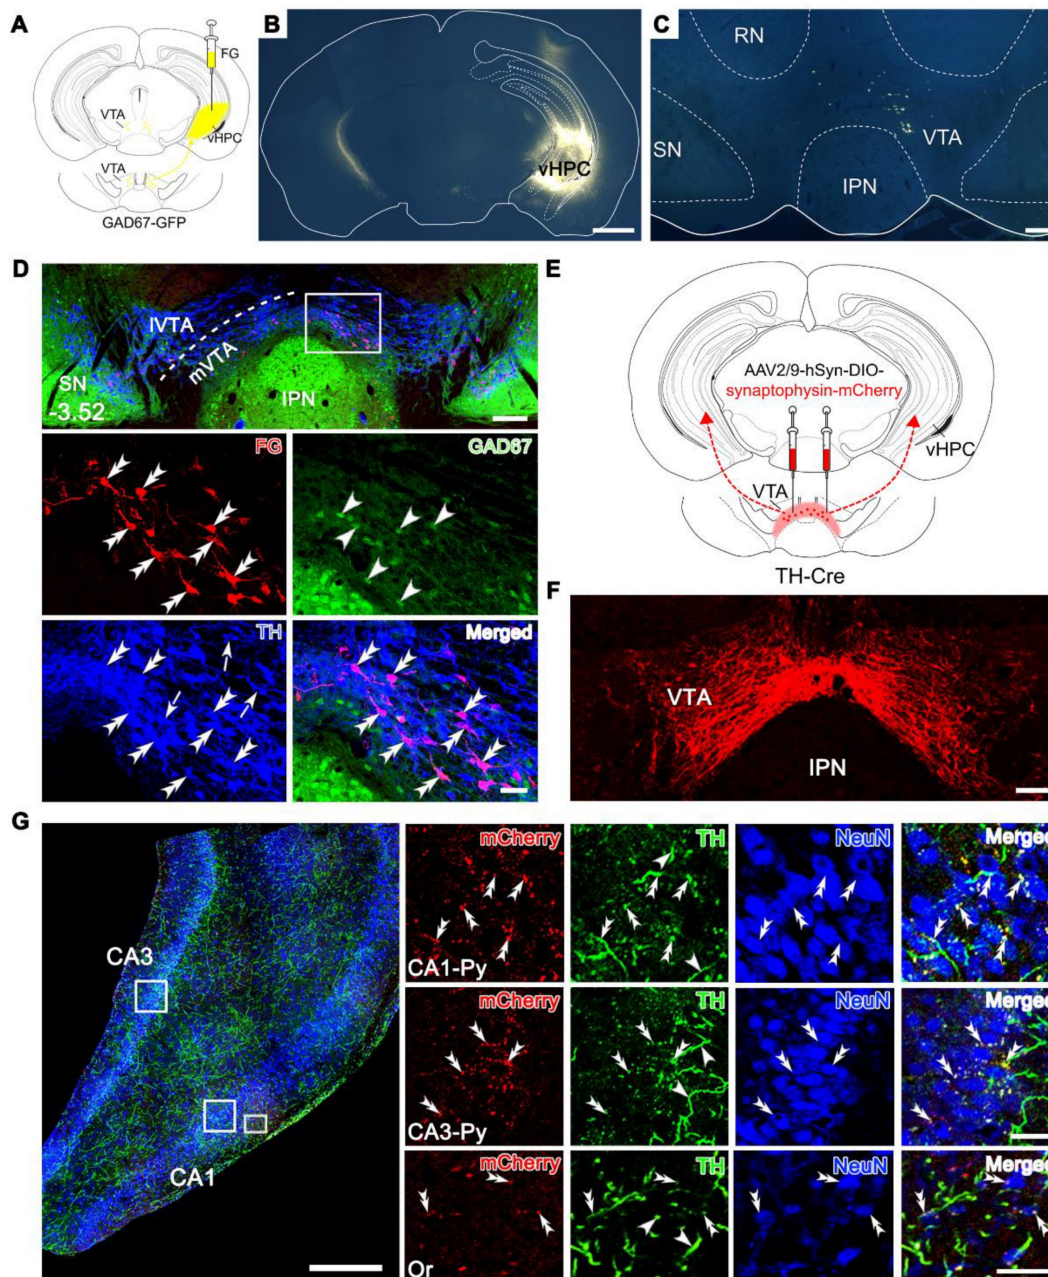 A
FG
VTA
vHPC
VTA
GAD67-GFP
B
vHPC
C
RN
SN
VTA
IPN
D
lVTA
mVTA
SN
-3.52
IPN
FG
GAD67
TH
Merged
E
AAV2/9-hSyn-DIO-
synaptophysin-mCherry
vHPC
VTA
TH-Cre
F
VTA
IPN
G
CA3
CA1
mCherry
TH
NeuN
Merged
CA1-Py
mCherry
TH
NeuN
Merged
CA3-Py
mCherry
TH
NeuN
Merged
Or